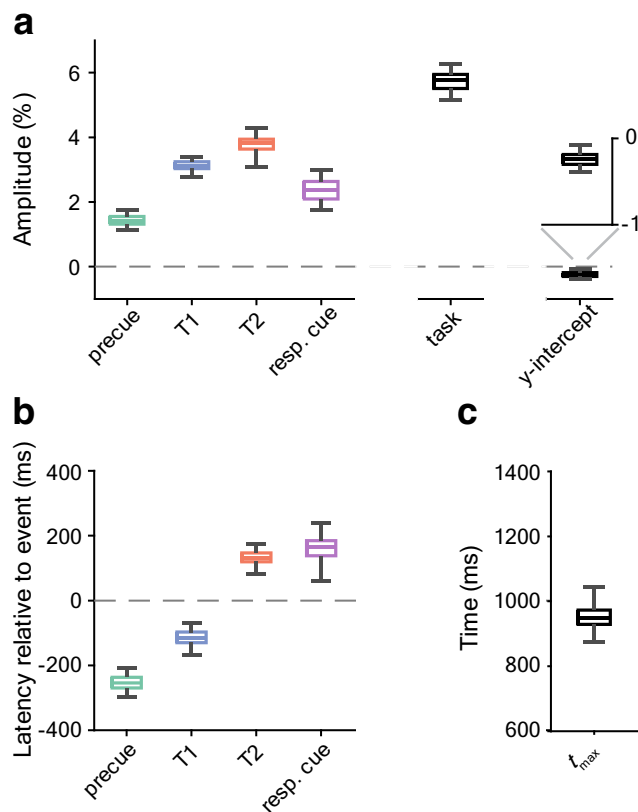 a
Amplitude (%)
6
4
2
0
0
-1
precue
T1
T2
resp. cue
task
y-intercept
b
Latency relative to event (ms)
400
200
0
-200
-400
precue
T1
T2
resp. cue
c
Time (ms)
1400
1200
1000
800
600
tmax